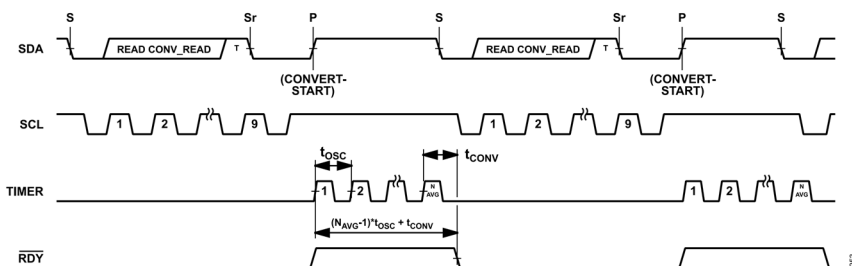 S Sr P S Sr P S
SDA READ CONV_READ T READ CONV_READ T
(CONVERT-
START)
(CONVERT-
START)
SCL 1 2 9 1 2 9
tOSC tCONV
TIMER 1 2 N AVG 1 2 N AVG
(NAVG-1)*tOSC + tCONV
RDY